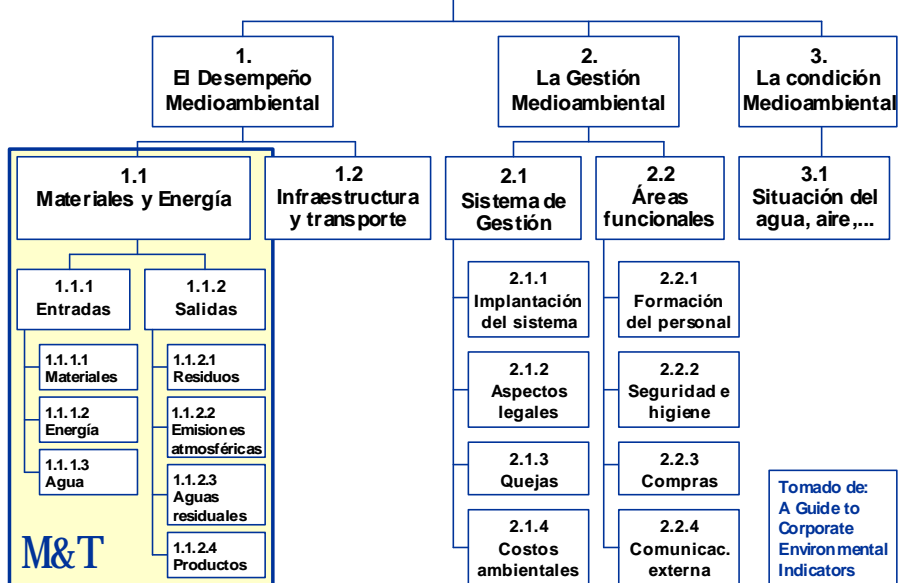 1.
El Desempeño
Medioambiental
2.
La Gestión
Medioambiental
3.
La condición
Medioambiental
1.1
Materiales y Energía
1.2
Infraestructura
y transporte
2.1
Sistema de
Gestión
2.2
Áreas
funcionales
3.1
Situación del
agua, aire,...
1.1.1
Entradas
1.1.2
Salidas
1.1.1.1
Materiales
1.1.1.2
Energía
1.1.1.3
Agua
1.1.2.1
Residuos
1.1.2.2
Emisiones
atmosféricas
1.1.2.3
Aguas
residuales
1.1.2.4
Productos
M&T
2.1.1
Implantación
del sistema
2.1.2
Aspectos
legales
2.1.3
Quejas
2.1.4
Costos
ambientales
2.2.1
Formación
del personal
2.2.2
Seguridad e
higiene
2.2.3
Compras
2.2.4
Comunicac.
externa
Tomado de:
A Guide to
Corporate
Environmental
Indicators